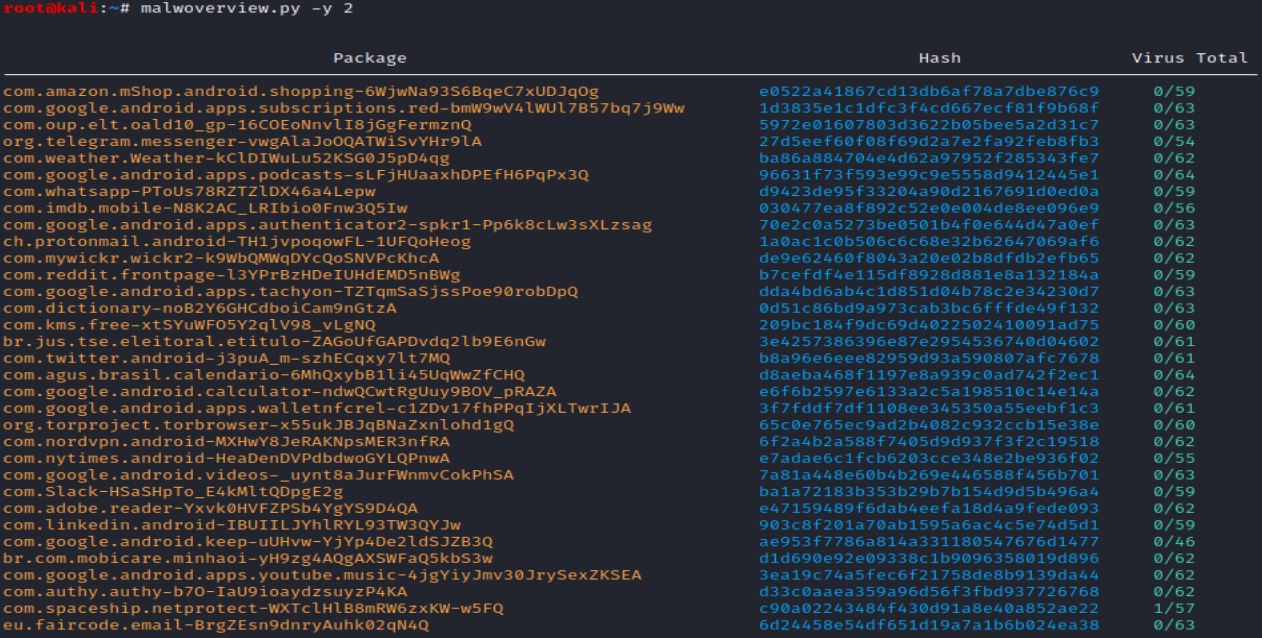 root@kali:~# malwoverview.py -y 2
Package Hash Virus Total
com.amazon.mShop.android.shopping-6WjwNa93S6BqeC7xUDJqOg e0522a41867cd13db6af78a7dbe876c9 0/59
com.google.android.apps.subscriptions.red-bmW9wV4lWUl7B57bq7j9Ww 1d3835e1c1dfc3f4cd667ecf81f9b68f 0/63
com.oup.elt.oald10_gp-16COEoNnvlI8jGgFermznQ 5972e01607803d3622b05bee5a2d31c7 0/63
org.telegram.messenger-vwgAlaJoOQATWiSvYHr9lA 27d5eef60f08f69d2a7e2fa92feb8fb3 0/54
com.weather.Weather-kClDIWuLu52KSG0J5pD4qg ba86a884704e4d62a97952f285343fe7 0/62
com.google.android.apps.podcasts-sLFjHUaaxhDPEfH6PqPx3Q 96631f73f593e99c9e5558d9412445e1 0/64
com.whatsapp-PToUs78RZTZlDX46a4Lepw d9423de95f33204a90d2167691d0ed0a 0/59
com.imdb.mobile-N8K2AC_LRIbio0Fnw3Q5Iw 030477ea8f892c52e0e004de8ee096e9 0/56
com.google.android.apps.authenticator2-spkr1-Pp6k8cLw3sXLzsag 70e2c0a5273be0501b4f0e644d47a0ef 0/63
ch.protonmail.android-TH1jvpoqowFL-1UFQoHeog 1a0ac1c0b506c6c68e32b62647069af6 0/62
com.mywickr.wickr2-k9WbQMWqDYcQoSNVPcKhcA de9e62460f8043a20e02b8dfdb2efb65 0/62
com.reddit.frontpage-l3YPrBzHDeIUHdEMD5nBWg b7cefdf4e115df8928d881e8a132184a 0/59
com.google.android.apps.tachyon-TZTqmSaSjssPoe90robDpQ dda4bd6ab4c1d851d04b78c2e34230d7 0/63
com.dictionary-noB2Y6GHCdboiCam9nGtzA 0d51c86bd9a973cab3bc6fffde49f132 0/63
com.kms.free-xtSYuWFO5Y2qlV98_vLgNQ 209bc184f9dc69d4022502410091ad75 0/60
br.jus.tse.eleitoral.etitulo-ZAGoUfGAPDvdq2lb9E6nGw 3e4257386396e87e2954536740d04602 0/61
com.twitter.android-j3puA_m-szhECqxy7lt7MQ b8a96e6eee82959d93a590807afc7678 0/61
com.agus.brasil.calendario-6MhQxybB1li45UqWwZfCHQ d8aeba468f1197e8a939c0ad742f2ec1 0/64
com.google.android.calculator-ndwQCwtRgUuy9BOV_pRAZA e6f6b2597e6133a2c5a198510c14e14a 0/62
com.google.android.apps.walletnfcrel-c1ZDv17fhPPqIjXLTwrIJA 3f7fddf7df1108ee345350a55eebf1c3 0/61
org.torproject.torbrowser-x55ukJBJqBNaZxnlohd1gQ 65c0e765ec9ad2b4082c932ccb15e38e 0/60
com.nordvpn.android-MXHwY8JeRAKNpsMER3nfRA 6f2a4b2a588f7405d9d937f3f2c19518 0/62
com.nytimes.android-HeaDenDVPdbdwoGYLQPnwA e7adae6c1fcb6203cce348e2be936f02 0/55
com.google.android.videos-_uynt8aJurFWnmvCokPhSA 7a81a448e60b4b269e446588f456b701 0/63
com.Slack-HSaSHpTo_E4kMltQDpgE2g ba1a72183b353b29b7b154d9d5b496a4 0/59
com.adobe.reader-Yxvk0HVFZPSb4YgYS9D4QA e47159489f6dab4eefa18d4a9fede093 0/62
com.linkedin.android-IBUIILJYhlRYL93TW3QYJw 903c8f201a70ab1595a6ac4c5e74d5d1 0/59
com.google.android.keep-uUHvw-YjYp4De2ldSJZB3Q ae953f7786a814a331180547676d1477 0/46
br.com.mobicare.minhaoi-yH9zg4AQgAXSWFaQ5kbS3w d1d690e92e09338c1b9096358019d896 0/62
com.google.android.apps.youtube.music-4jgYiyJmv30JrySexZKSEA 3ea19c74a5fec6f21758de8b9139da44 0/62
com.authy.authy-b7O-IaU9ioaydzsuyzP4KA d33c0aaea359a96d56f3fbd937726768 0/62
com.spaceship.netprotect-WXTclHlB8mRW6zxKW-w5FQ c90a02243484f430d91a8e40a852ae22 1/57
eu.faircode.email-BrgZEsn9dnryAuhk02qN4Q 6d24458e54df651d19a7a1b6b024ea38 0/63